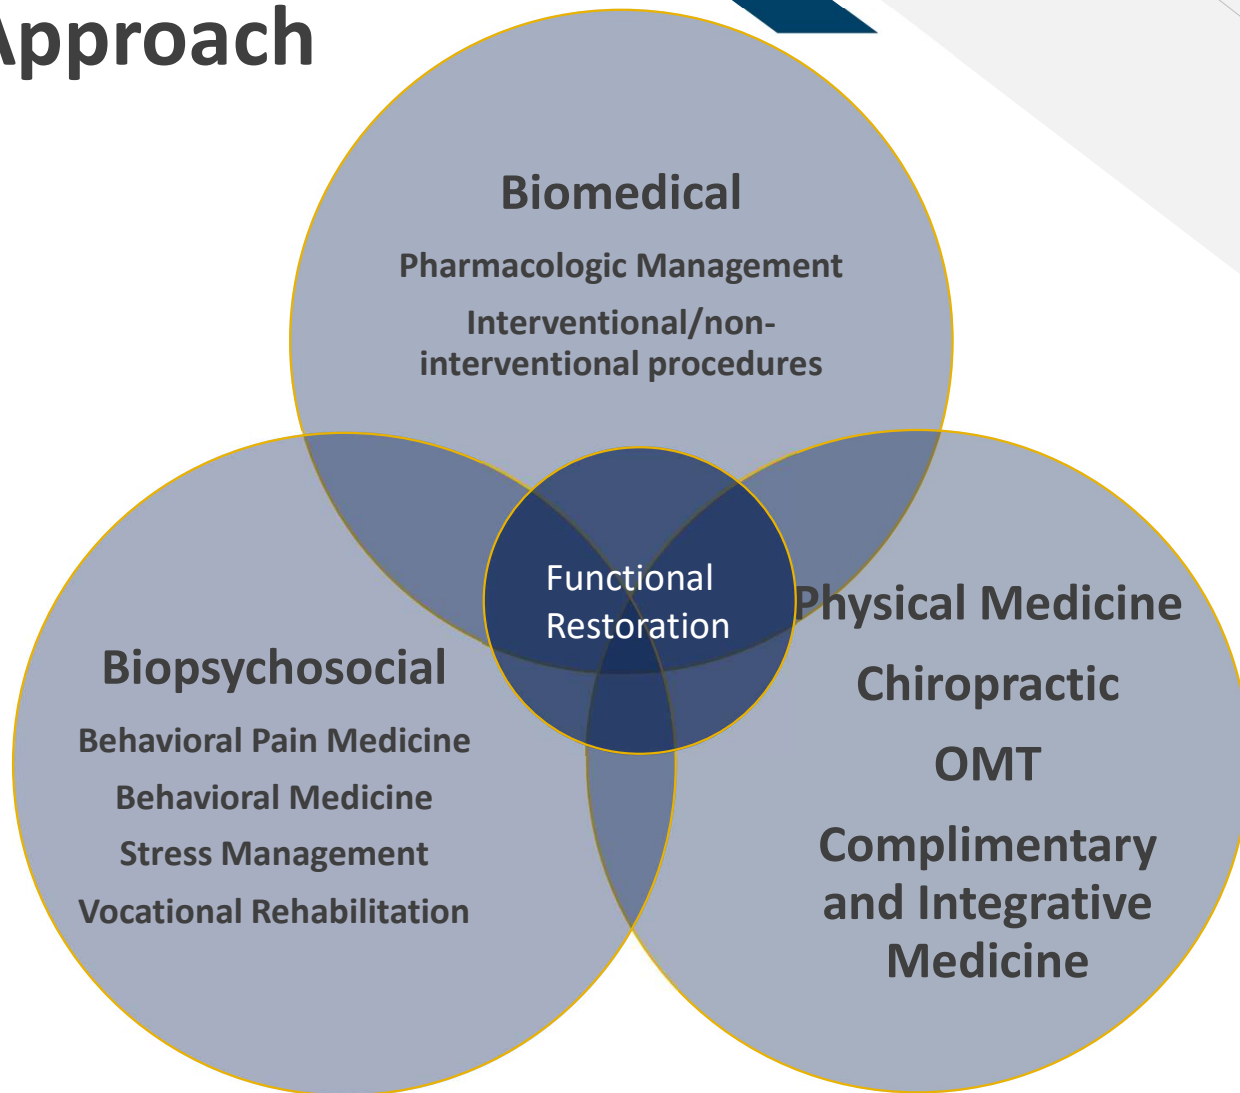 Approach
Biomedical
Pharmacologic Management
Interventional/non-
interventional procedures
Functional
Restoration
Biopsychosocial
Behavioral Pain Medicine
Behavioral Medicine
Stress Management
Vocational Rehabilitation
Physical Medicine
Chiropractic
OMT
Complimentary
and Integrative
Medicine